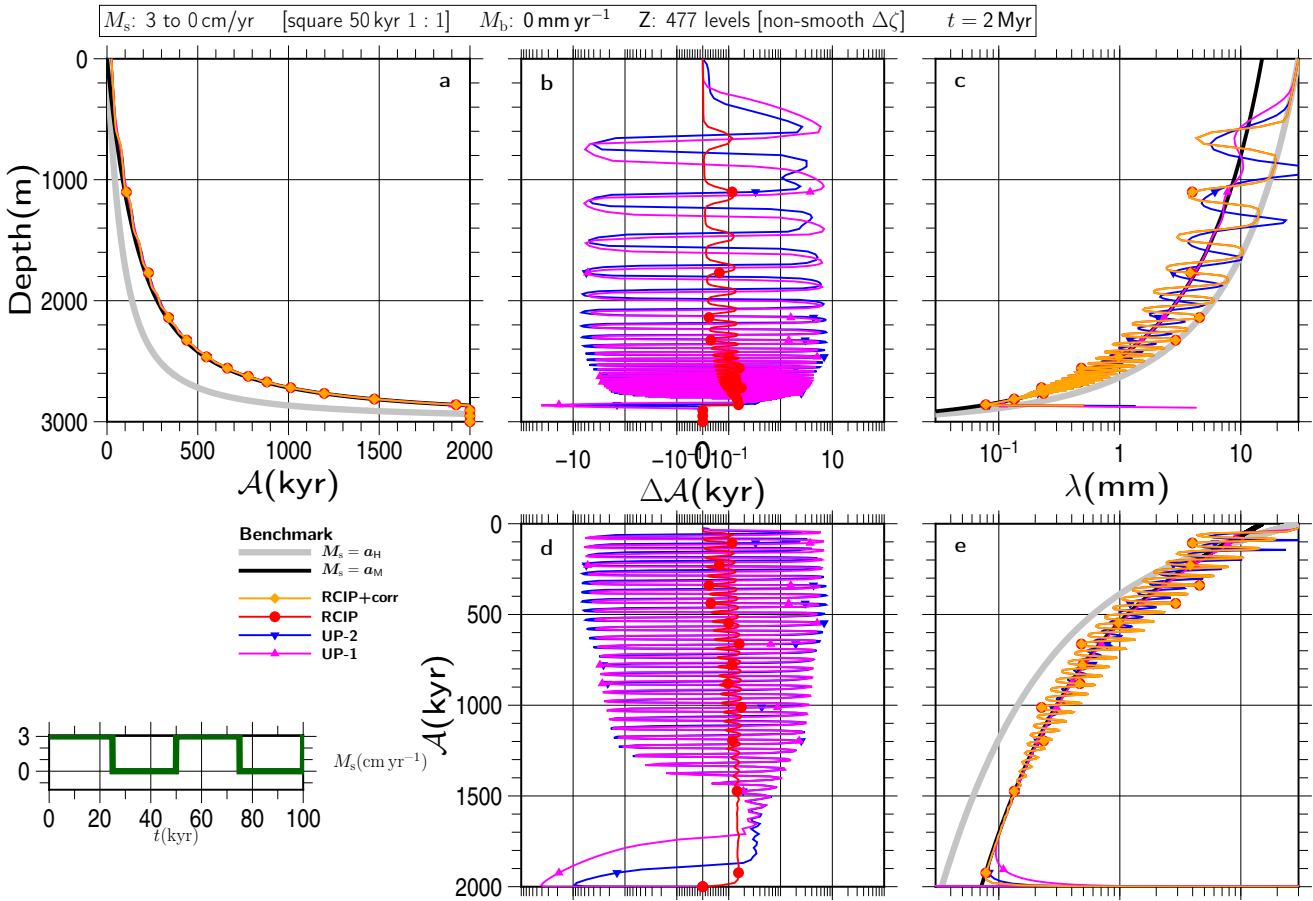 Mₛ: 3 to 0 cm/yr [square 50 kyr 1 : 1] M_b: 0 mm yr⁻¹ Z: 477 levels [non-smooth Δζ] t = 2 Myr
a
b
c
0
1000
2000
3000
Depth(m)
0 500 1000 1500 2000
𝒜(kyr)
−10 −10⁻¹ 0 10⁻¹ 10
Δ𝒜(kyr)
10⁻¹ 1 10
λ(mm)
Benchmark
Mₛ = a_H
Mₛ = a_M
RCIP+corr
RCIP
UP-2
UP-1
d
e
0
500
1000
1500
2000
𝒜(kyr)
3
0
Mₛ(cm yr⁻¹)
0 20 40 60 80 100
t(kyr)